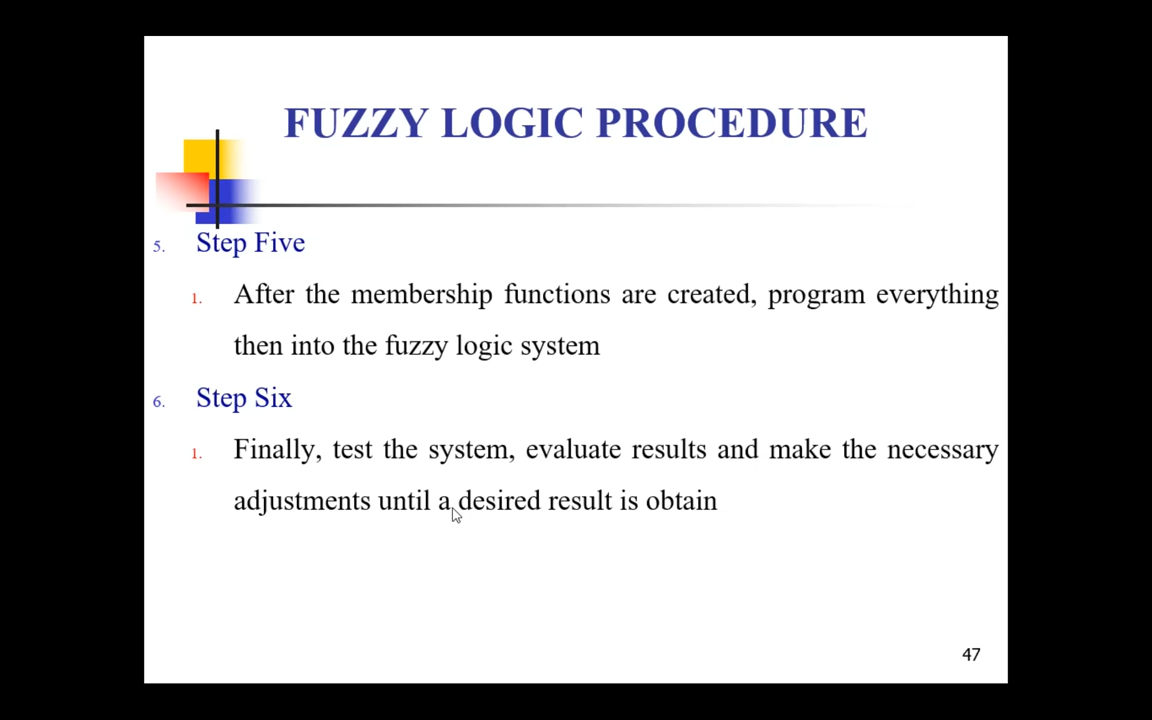 FUZZY LOGIC PROCEDURE
5. Step Five
1. After the membership functions are created, program everything
then into the fuzzy logic system
6. Step Six
1. Finally, test the system, evaluate results and make the necessary
adjustments until a desired result is obtain
47